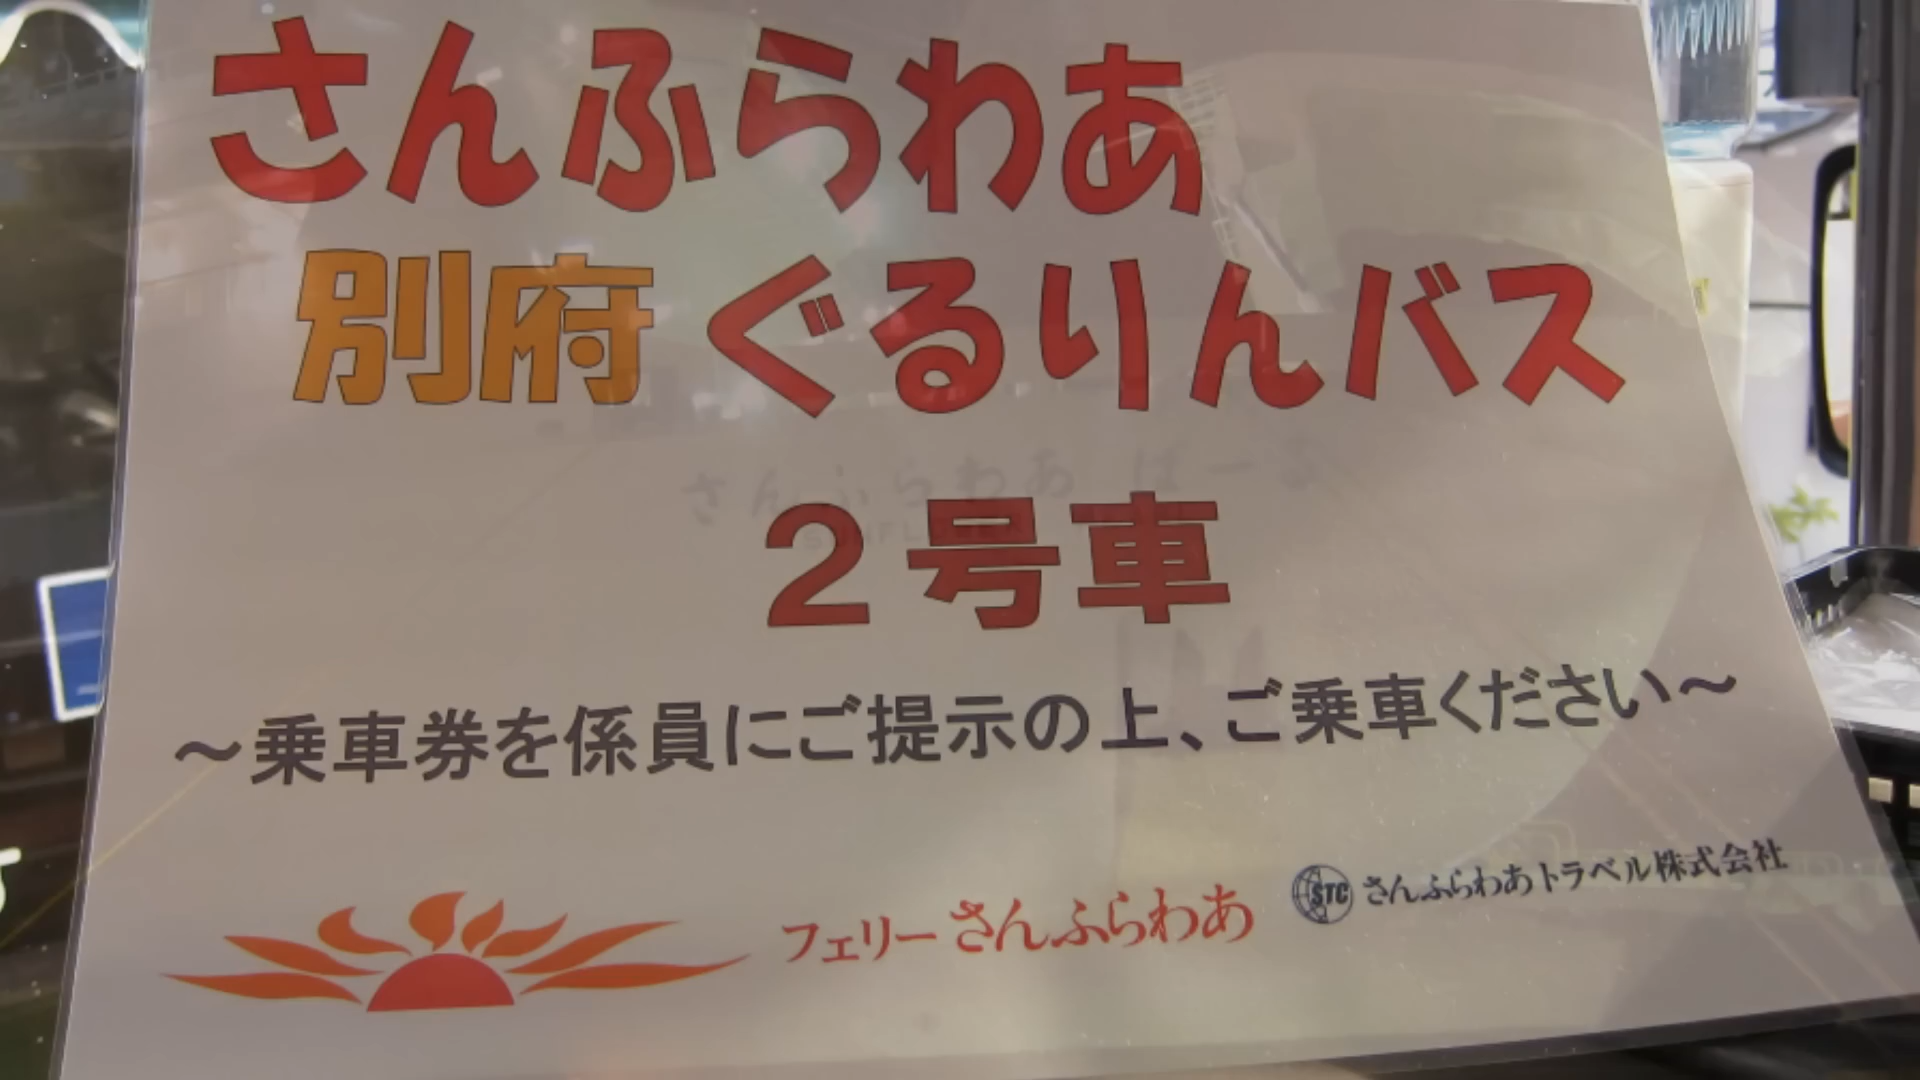 さんふらわあ
別府ぐるりんバス
２号車
～乗車券を係員にご提示の上、ご乗車ください～
フェリーさんふらわあ
STC さんふらわあトラベル株式会社